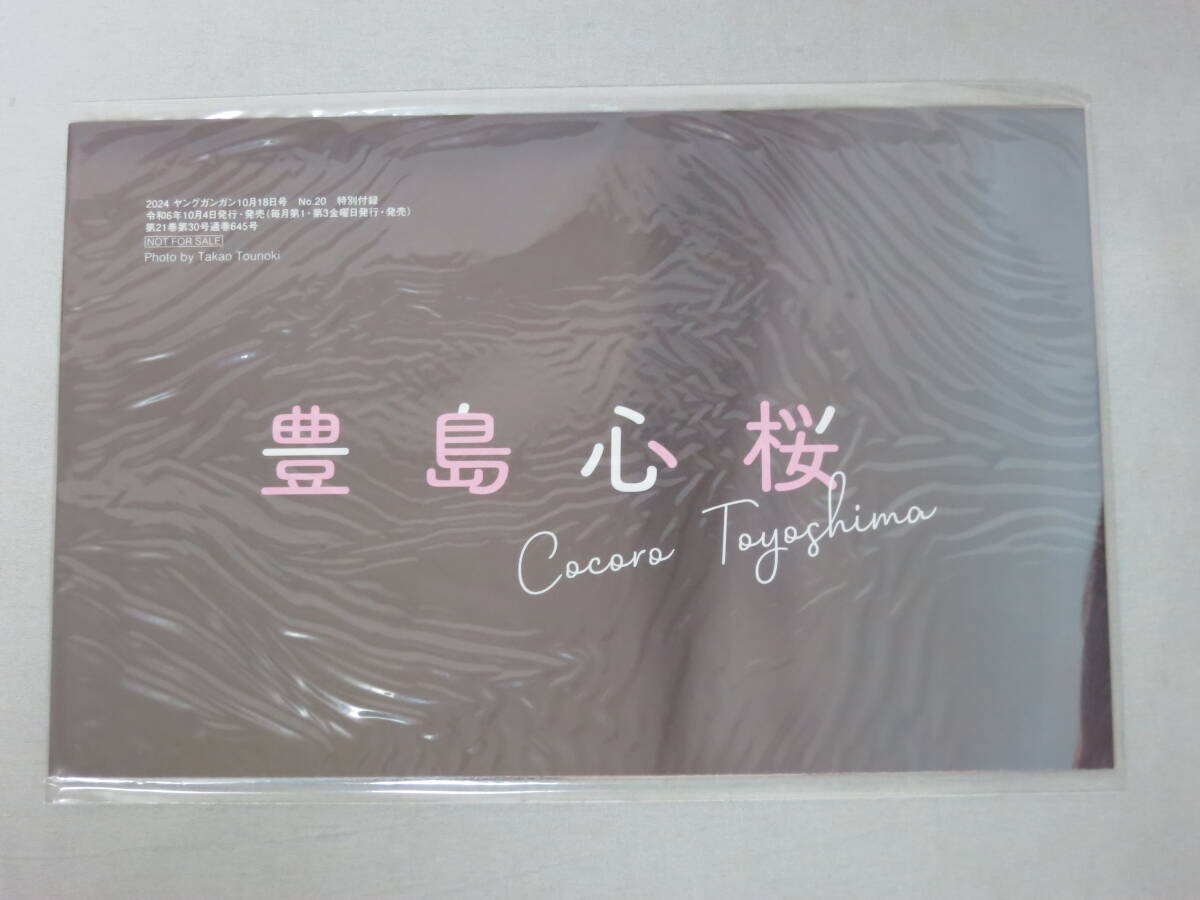 2024 ヤングガンガン10月18日号　No.20　特別付録
令和6年10月4日発行・発売（毎月第1・第3金曜日発行・発売）
第21巻第30号通巻645号
NOT FOR SALE
Photo by Takao Tounoki
豊島心桜
Cocoro Toyoshima